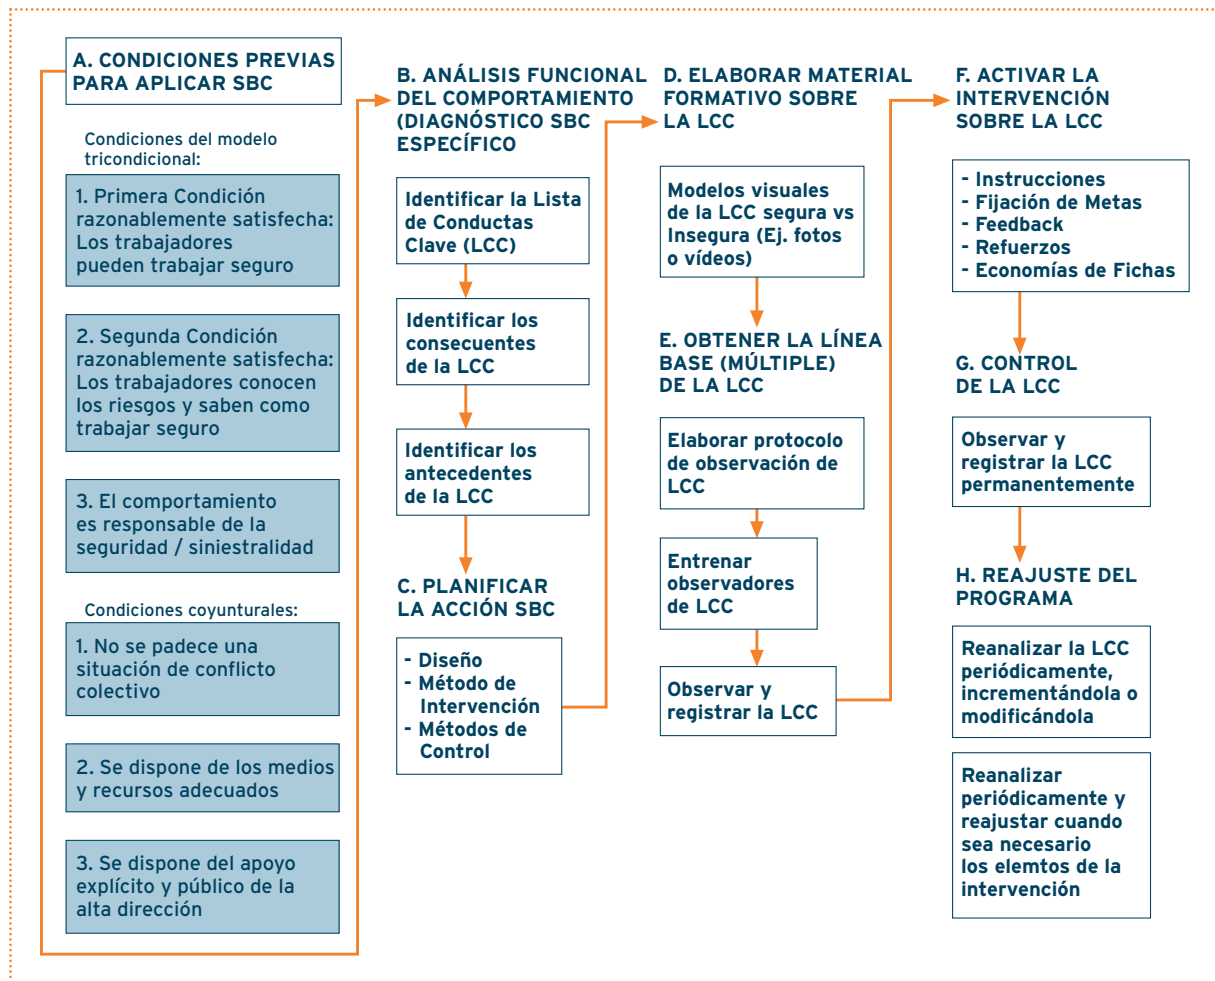 A. CONDICIONES PREVIAS
PARA APLICAR SBC
Condiciones del modelo
tricondicional:
1. Primera Condición
razonablemente satisfecha:
Los trabajadores
pueden trabajar seguro
2. Segunda Condición
razonablemente satisfecha:
Los trabajadores conocen
los riesgos y saben como
trabajar seguro
3. El comportamiento
es responsable de la
seguridad / siniestralidad
Condiciones coyunturales:
1. No se padece una
situación de conflicto
colectivo
2. Se dispone de los medios
y recursos adecuados
3. Se dispone del apoyo
explícito y público de la
alta dirección
B. ANÁLISIS FUNCIONAL
DEL COMPORTAMIENTO
(DIAGNÓSTICO SBC
ESPECÍFICO
Identificar la Lista
de Conductas
Clave (LCC)
Identificar los
consecuentes
de la LCC
Identificar los
antecedentes
de la LCC
C. PLANIFICAR
LA ACCIÓN SBC
- Diseño
- Método de
Intervención
- Métodos de
Control
D. ELABORAR MATERIAL
FORMATIVO SOBRE
LA LCC
Modelos visuales
de la LCC segura vs
Insegura (Ej. fotos
o vídeos)
E. OBTENER LA LÍNEA
BASE (MÚLTIPLE)
DE LA LCC
Elaborar protocolo
de observación de
LCC
Entrenar
observadores
de LCC
Observar y
registrar la LCC
F. ACTIVAR LA
INTERVENCIÓN
SOBRE LA LCC
- Instrucciones
- Fijación de Metas
- Feedback
- Refuerzos
- Economías de Fichas
G. CONTROL
DE LA LCC
Observar y
registrar la LCC
permanentemente
H. REAJUSTE DEL
PROGRAMA
Reanalizar la LCC
periódicamente,
incrementándola o
modificándola
Reanalizar
periódicamente y
reajustar cuando
sea necesario
los elemtos de la
intervención